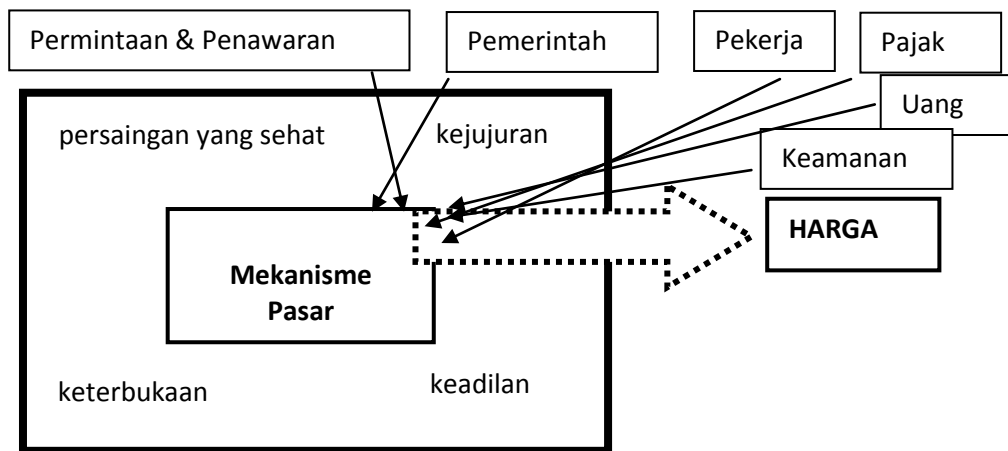 Permintaan & Penawaran
Pemerintah
Pekerja
Pajak
Uang
Keamanan
persaingan yang sehat
kejujuran
HARGA
Mekanisme
Pasar
keterbukaan
keadilan